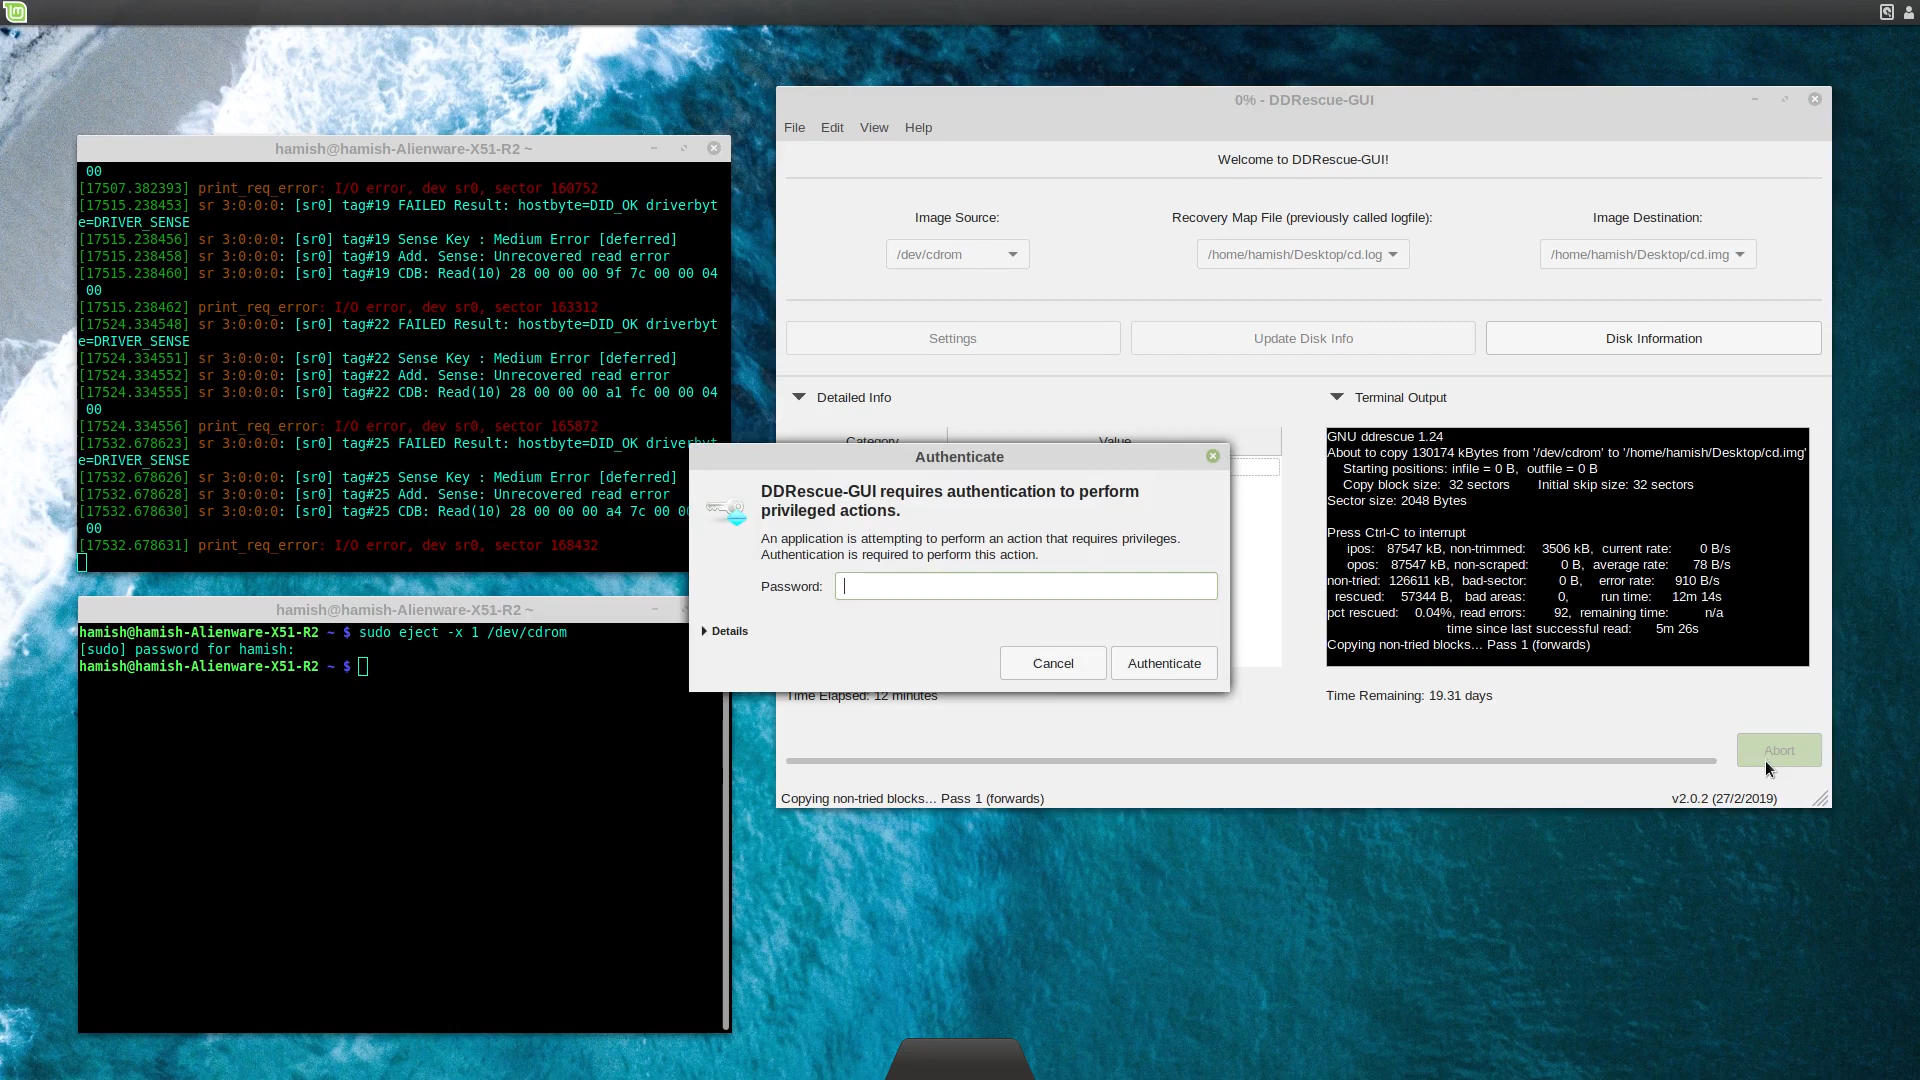 hamish@hamish-Alienware-X51-R2 ~
00
[17507.382393] print_req_error: I/O error, dev sr0, sector 160752
[17515.238453] sr 3:0:0:0: [sr0] tag#19 FAILED Result: hostbyte=DID_OK driverbyt
e=DRIVER_SENSE
[17515.238456] sr 3:0:0:0: [sr0] tag#19 Sense Key : Medium Error [deferred]
[17515.238458] sr 3:0:0:0: [sr0] tag#19 Add. Sense: Unrecovered read error
[17515.238460] sr 3:0:0:0: [sr0] tag#19 CDB: Read(10) 28 00 00 00 9f 7c 00 00 04
00
[17515.238462] print_req_error: I/O error, dev sr0, sector 163312
[17524.334548] sr 3:0:0:0: [sr0] tag#22 FAILED Result: hostbyte=DID_OK driverbyt
e=DRIVER_SENSE
[17524.334551] sr 3:0:0:0: [sr0] tag#22 Sense Key : Medium Error [deferred]
[17524.334552] sr 3:0:0:0: [sr0] tag#22 Add. Sense: Unrecovered read error
[17524.334555] sr 3:0:0:0: [sr0] tag#22 CDB: Read(10) 28 00 00 00 a1 fc 00 00 04
00
[17524.334556] print_req_error: I/O error, dev sr0, sector 165872
[17532.678623] sr 3:0:0:0: [sr0] tag#25 FAILED Result: hostbyte=DID_OK driverbyt
e=DRIVER_SENSE
[17532.678626] sr 3:0:0:0: [sr0] tag#25 Sense Key : Medium Error [deferred]
[17532.678628] sr 3:0:0:0: [sr0] tag#25 Add. Sense: Unrecovered read error
[17532.678630] sr 3:0:0:0: [sr0] tag#25 CDB: Read(10) 28 00 00 00 a4 7c 00
00
[17532.678631] print_req_error: I/O error, dev sr0, sector 168432
hamish@hamish-Alienware-X51-R2 ~
hamish@hamish-Alienware-X51-R2 ~ $ sudo eject -x 1 /dev/cdrom
[sudo] password for hamish:
hamish@hamish-Alienware-X51-R2 ~ $
0% - DDRescue-GUI
File Edit View Help
Welcome to DDRescue-GUI!
Image Source: Recovery Map File (previously called logfile): Image Destination:
/dev/cdrom /home/hamish/Desktop/cd.log /home/hamish/Desktop/cd.img
Settings Update Disk Info Disk Information
Detailed Info Terminal Output
Category Value
Authenticate
DDRescue-GUI requires authentication to perform
privileged actions.
An application is attempting to perform an action that requires privileges.
Authentication is required to perform this action.
Password:
Details
Cancel Authenticate
GNU ddrescue 1.24
About to copy 130174 kBytes from '/dev/cdrom' to '/home/hamish/Desktop/cd.img'
Starting positions: infile = 0 B, outfile = 0 B
Copy block size: 32 sectors Initial skip size: 32 sectors
Sector size: 2048 Bytes
Press Ctrl-C to interrupt
ipos: 87547 kB, non-trimmed: 3506 kB, current rate: 0 B/s
opos: 87547 kB, non-scraped: 0 B, average rate: 78 B/s
non-tried: 126611 kB, bad-sector: 0 B, error rate: 910 B/s
rescued: 57344 B, bad areas: 0, run time: 12m 14s
pct rescued: 0.04%, read errors: 92, remaining time: n/a
time since last successful read: 5m 26s
Copying non-tried blocks... Pass 1 (forwards)
Time Elapsed: 12 minutes Time Remaining: 19.31 days
Abort
Copying non-tried blocks... Pass 1 (forwards) v2.0.2 (27/2/2019)